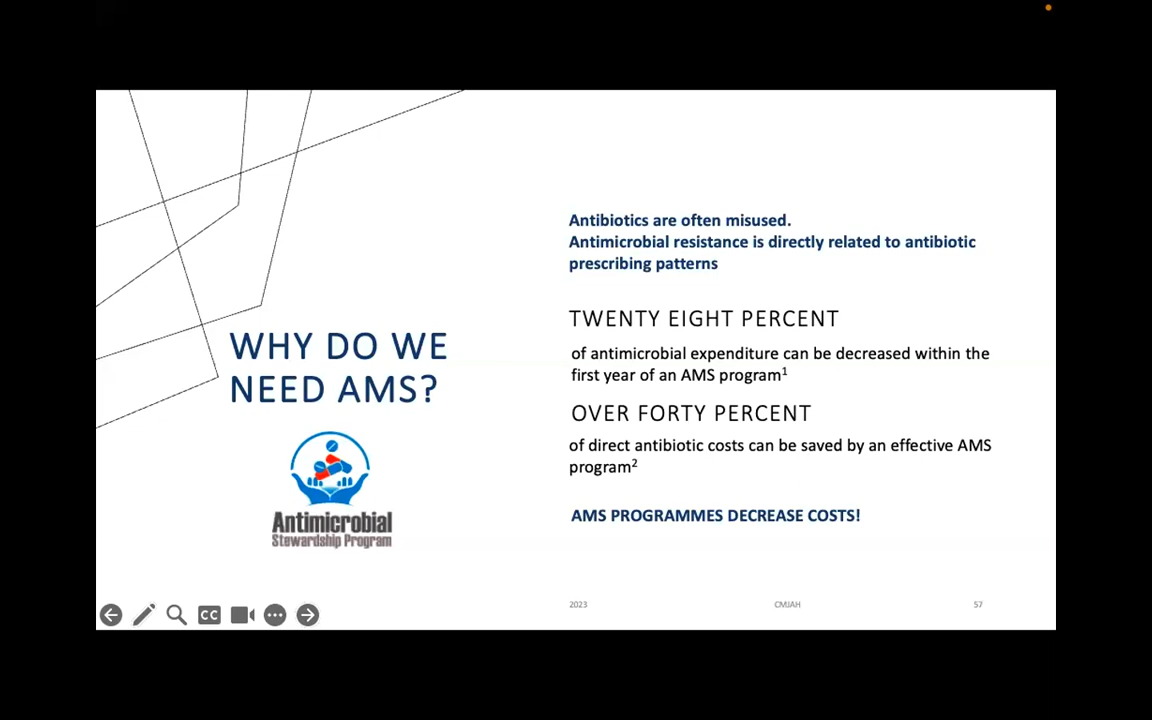 Antibiotics are often misused.
Antimicrobial resistance is directly related to antibiotic
prescribing patterns
TWENTY EIGHT PERCENT
of antimicrobial expenditure can be decreased within the
first year of an AMS program¹
OVER FORTY PERCENT
of direct antibiotic costs can be saved by an effective AMS
program²
AMS PROGRAMMES DECREASE COSTS!
WHY DO WE
NEED AMS?
Antimicrobial
Stewardship Program
CC
2023
CMJAH
57